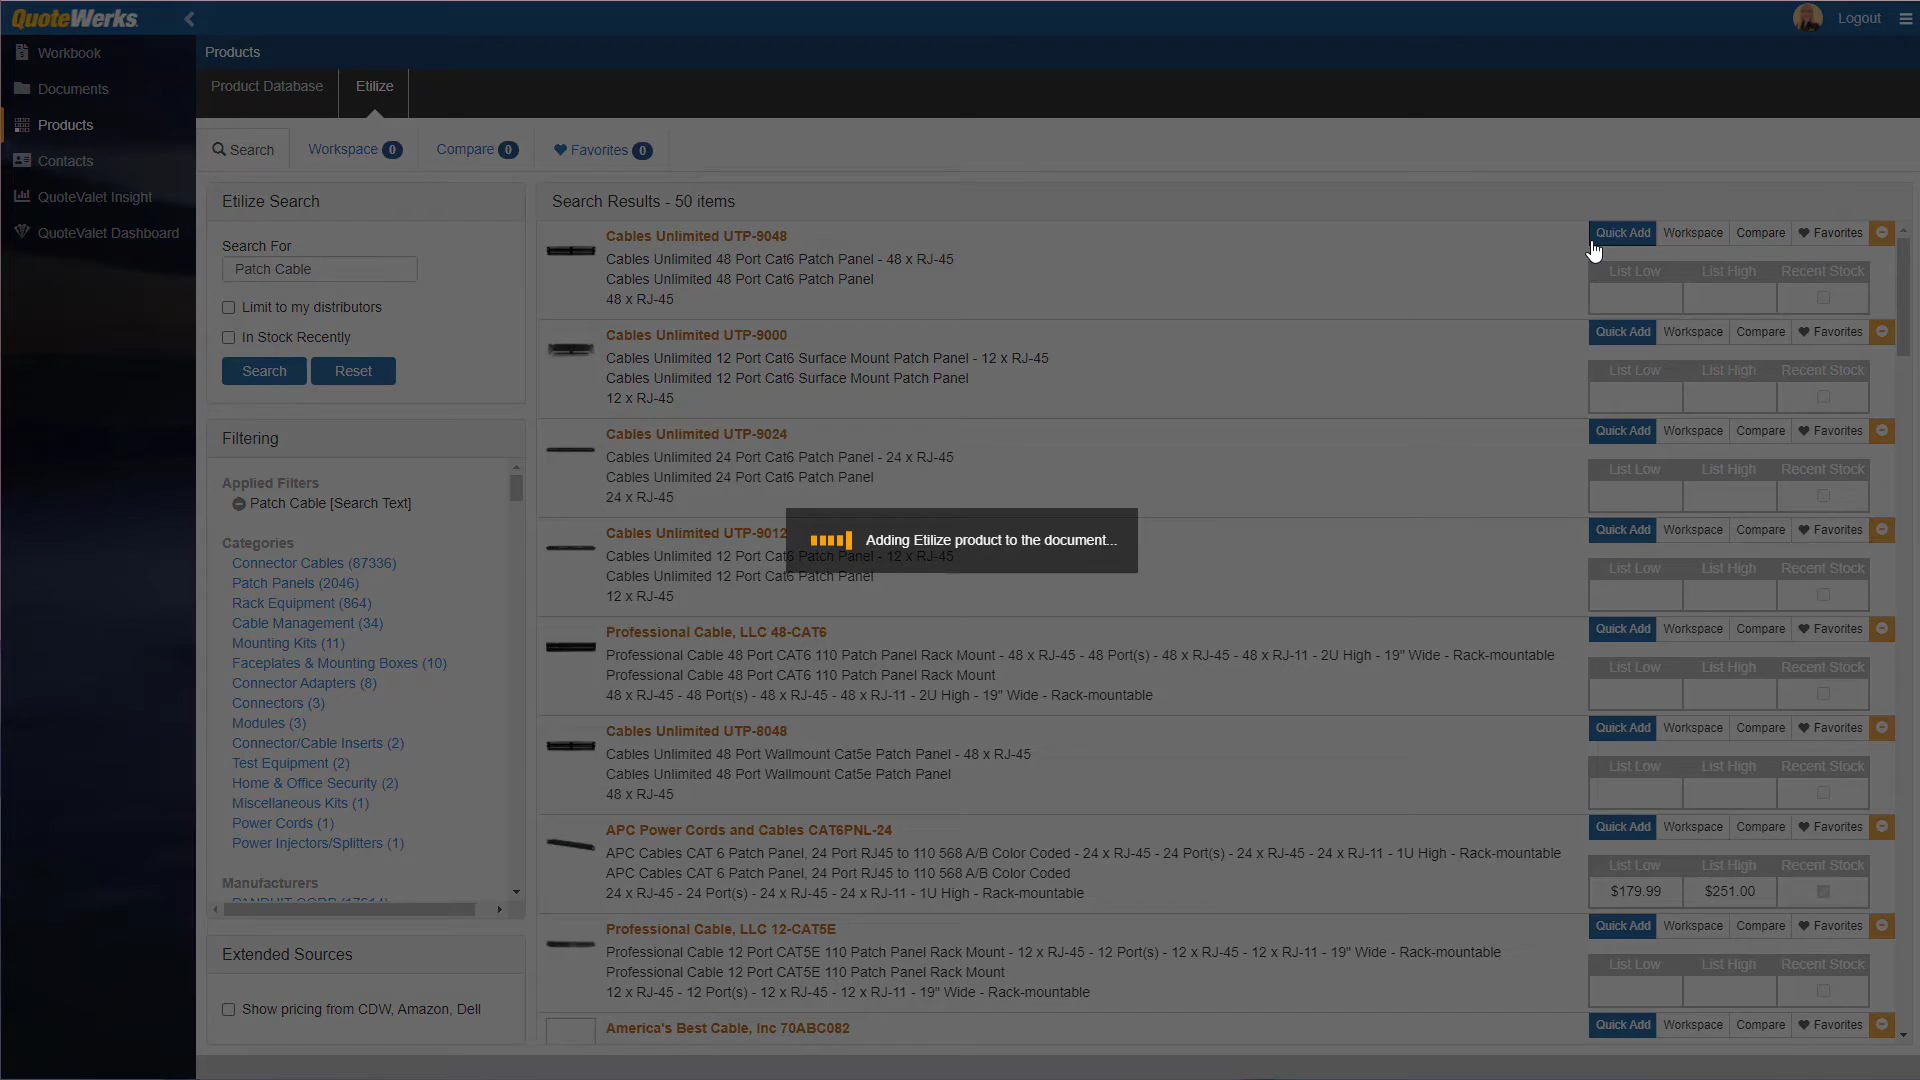 QuoteWerks
Logout
Workbook
Documents
Products
Contacts
QuoteValet Insight
QuoteValet Dashboard
Products
Product Database
Etilize
Search
Workspace 0
Compare 0
Favorites 0
Etilize Search
Search For
Patch Cable
Limit to my distributors
In Stock Recently
Search
Reset
Filtering
Applied Filters
Patch Cable [Search Text]
Categories
Connector Cables (87336)
Patch Panels (2046)
Rack Equipment (864)
Cable Management (34)
Mounting Kits (11)
Faceplates & Mounting Boxes (10)
Connector Adapters (8)
Connectors (3)
Modules (3)
Connector/Cable Inserts (2)
Test Equipment (2)
Home & Office Security (2)
Miscellaneous Kits (1)
Power Cords (1)
Power Injectors/Splitters (1)
Manufacturers
Extended Sources
Show pricing from CDW, Amazon, Dell
Search Results - 50 items
Cables Unlimited UTP-9048
Cables Unlimited 48 Port Cat6 Patch Panel - 48 x RJ-45
Cables Unlimited 48 Port Cat6 Patch Panel
48 x RJ-45
Quick Add Workspace Compare Favorites
List Low List High Recent Stock
Cables Unlimited UTP-9000
Cables Unlimited 12 Port Cat6 Surface Mount Patch Panel - 12 x RJ-45
Cables Unlimited 12 Port Cat6 Surface Mount Patch Panel
12 x RJ-45
Quick Add Workspace Compare Favorites
List Low List High Recent Stock
Cables Unlimited UTP-9024
Cables Unlimited 24 Port Cat6 Patch Panel - 24 x RJ-45
Cables Unlimited 24 Port Cat6 Patch Panel
24 x RJ-45
Quick Add Workspace Compare Favorites
List Low List High Recent Stock
Cables Unlimited UTP-9012
Cables Unlimited 12 Port Cat6 Patch Panel - 12 x RJ-45
Cables Unlimited 12 Port Cat6 Patch Panel
12 x RJ-45
Quick Add Workspace Compare Favorites
List Low List High Recent Stock
Adding Etilize product to the document...
Professional Cable, LLC 48-CAT6
Professional Cable 48 Port CAT6 110 Patch Panel Rack Mount - 48 x RJ-45 - 48 Port(s) - 48 x RJ-45 - 48 x RJ-11 - 2U High - 19" Wide - Rack-mountable
Professional Cable 48 Port CAT6 110 Patch Panel Rack Mount
48 x RJ-45 - 48 Port(s) - 48 x RJ-45 - 48 x RJ-11 - 2U High - 19" Wide - Rack-mountable
Quick Add Workspace Compare Favorites
List Low List High Recent Stock
Cables Unlimited UTP-8048
Cables Unlimited 48 Port Wallmount Cat5e Patch Panel - 48 x RJ-45
Cables Unlimited 48 Port Wallmount Cat5e Patch Panel
48 x RJ-45
Quick Add Workspace Compare Favorites
List Low List High Recent Stock
APC Power Cords and Cables CAT6PNL-24
APC Cables CAT 6 Patch Panel, 24 Port RJ45 to 110 568 A/B Color Coded - 24 x RJ-45 - 24 Port(s) - 24 x RJ-45 - 24 x RJ-11 - 1U High - Rack-mountable
APC Cables CAT 6 Patch Panel, 24 Port RJ45 to 110 568 A/B Color Coded
24 x RJ-45 - 24 Port(s) - 24 x RJ-45 - 24 x RJ-11 - 1U High - Rack-mountable
Quick Add Workspace Compare Favorites
List Low List High Recent Stock
$179.99 $251.00
Professional Cable, LLC 12-CAT5E
Professional Cable 12 Port CAT5E 110 Patch Panel Rack Mount - 12 x RJ-45 - 12 Port(s) - 12 x RJ-45 - 12 x RJ-11 - 19" Wide - Rack-mountable
Professional Cable 12 Port CAT5E 110 Patch Panel Rack Mount
12 x RJ-45 - 12 Port(s) - 12 x RJ-45 - 12 x RJ-11 - 19" Wide - Rack-mountable
Quick Add Workspace Compare Favorites
List Low List High Recent Stock
America's Best Cable, Inc 70ABC082
Quick Add Workspace Compare Favorites